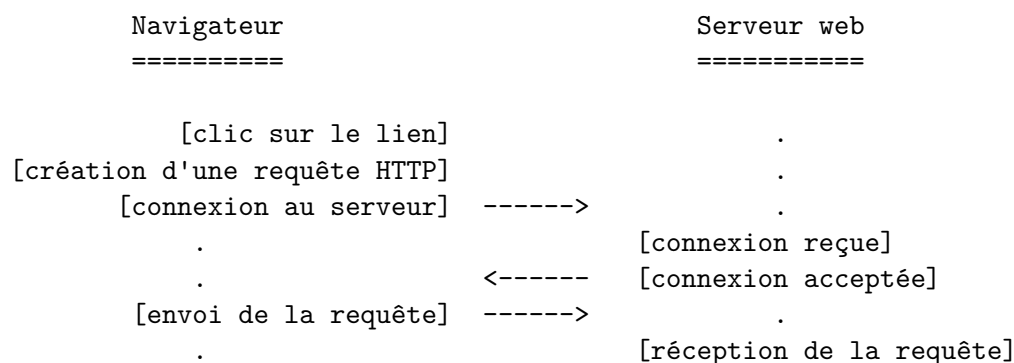 Navigateur Serveur web
========== ===========
[clic sur le lien] .
[création d'une requête HTTP] .
[connexion au serveur] ------> .
. [connexion reçue]
. <------ [connexion acceptée]
[envoi de la requête] ------> .
. [réception de la requête]